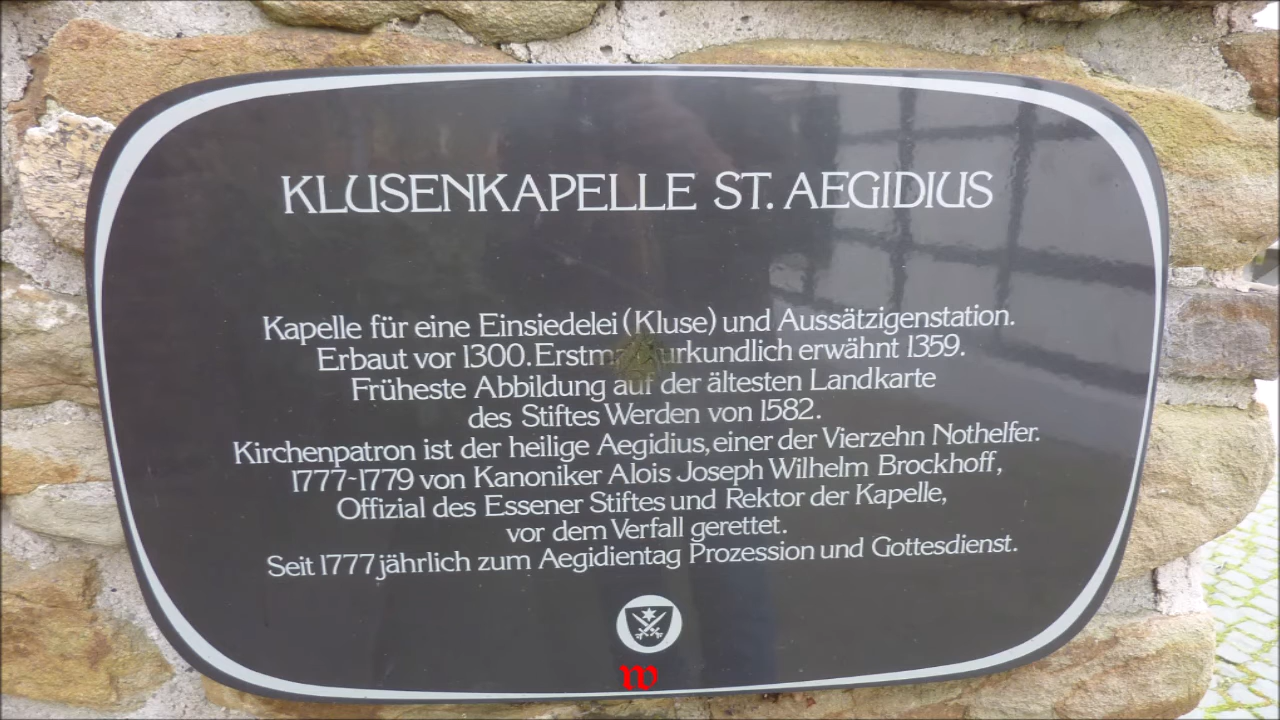 KLUSENKAPELLE ST. AEGIDIUS
Kapelle für eine Einsiedelei (Kluse) und Aussätzigenstation.
Erbaut vor 1300. Erstmals urkundlich erwähnt 1359.
Früheste Abbildung auf der ältesten Landkarte
des Stiftes Werden von 1582.
Kirchenpatron ist der heilige Aegidius, einer der Vierzehn Nothelfer.
1777-1779 von Kanoniker Alois Joseph Wilhelm Brockhoff,
Offizial des Essener Stiftes und Rektor der Kapelle,
vor dem Verfall gerettet.
Seit 1777 jährlich zum Aegidientag Prozession und Gottesdienst.
w